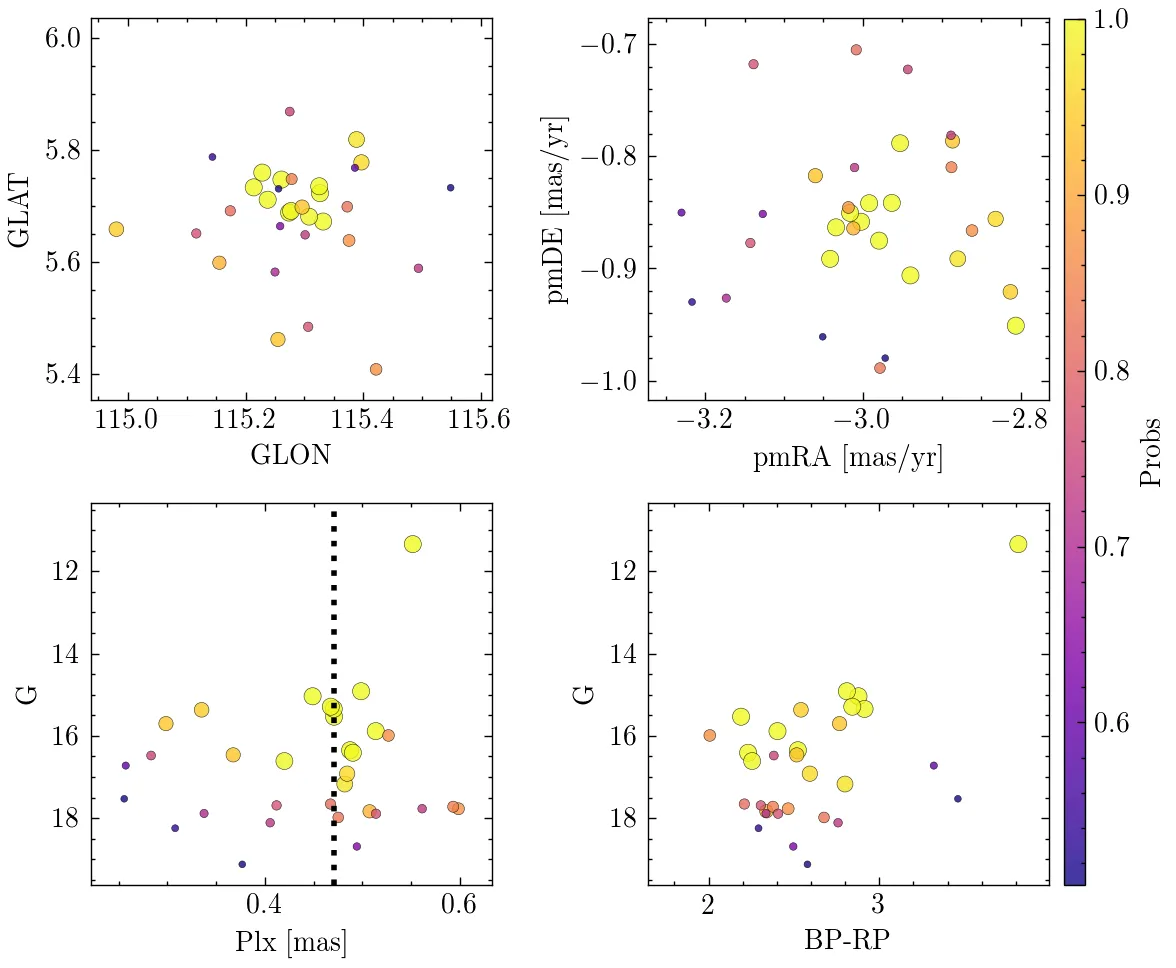 6.0
5.8
5.6
5.4
GLAT
115.0 115.2 115.4 115.6
GLON
−0.7
−0.8
−0.9
−1.0
pmDE [mas/yr]
−3.2 −3.0 −2.8
pmRA [mas/yr]
1.0
0.9
0.8
0.7
0.6
Probs
12
14
16
18
G
0.4 0.6
Plx [mas]
12
14
16
18
G
2 3
BP-RP